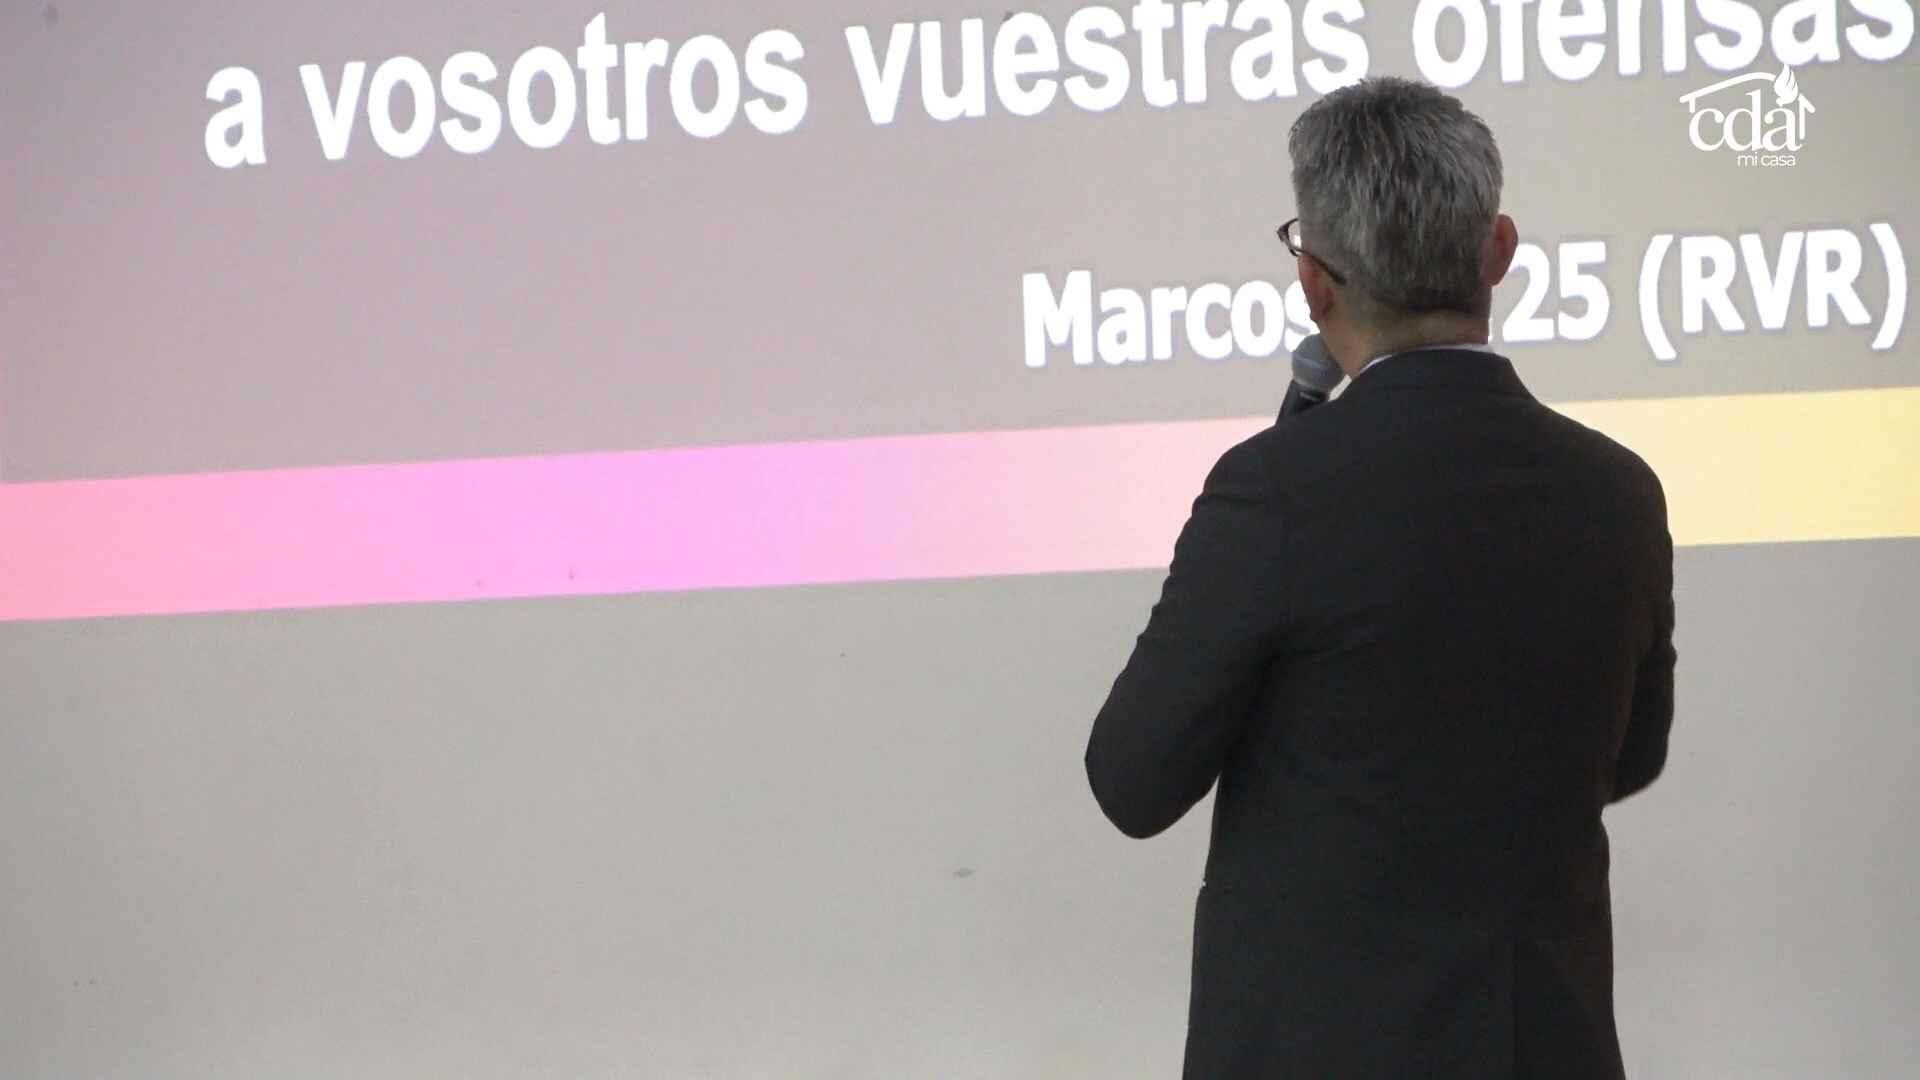 a vosotros vuestras ofensas
Marcos 25 (RVR)
cda
mi casa